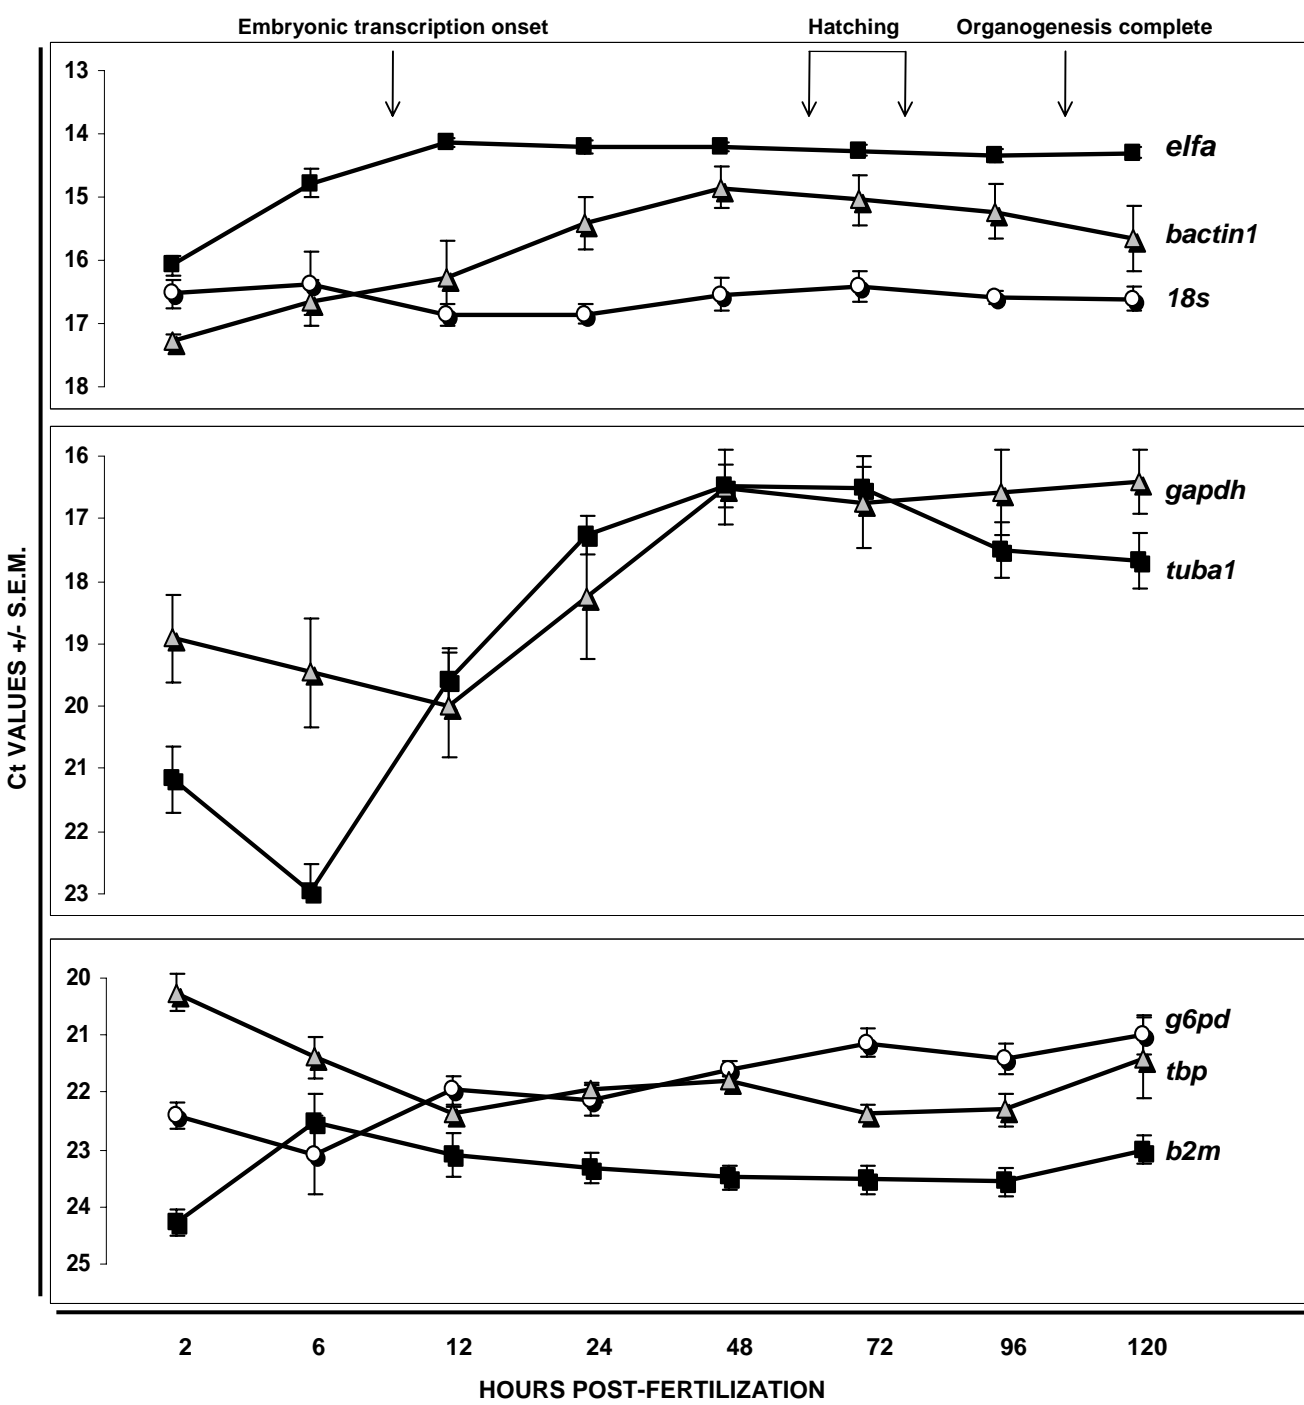 Embryonic transcription onset Hatching Organogenesis complete
13
14
elfa
15
bactin1
16
18s
17
18
16
gapdh
17
tuba1
18
19
20
21
22
23
20
g6pd
21
tbp
22
b2m
23
24
25
Ct VALUES +/- S.E.M.
2 6 12 24 48 72 96 120
HOURS POST-FERTILIZATION